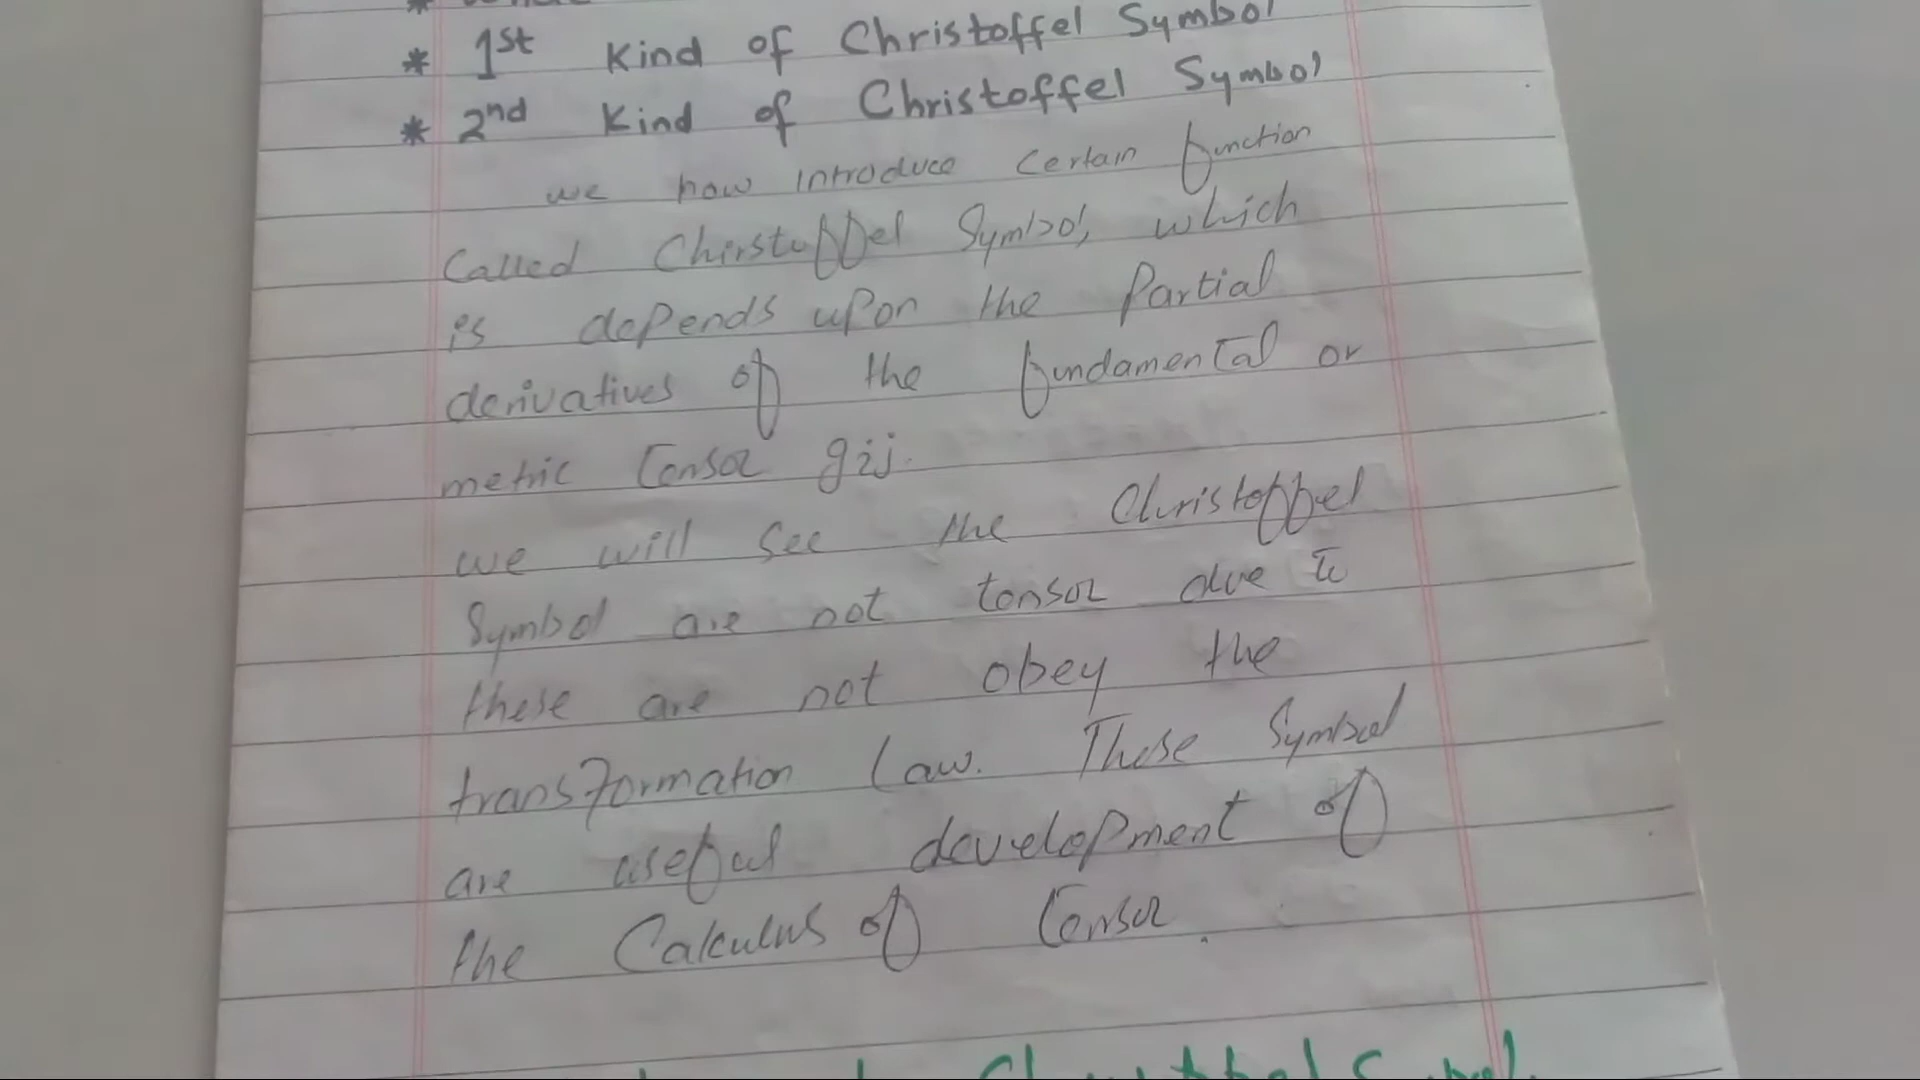 * 1st Kind of Christoffel Symbol
* 2nd Kind of Christoffel Symbol
we now introduce certain function
Called Chirstoffel Symbol, which
is depends upon the Partial
derivatives of the fundamental or
metric Tensor gij.
we will see the Christoffel
Symbol are not tensor due to
these are not obey the
transformation Law. These Symbol
are useful development of
the Calculus of Tensor.